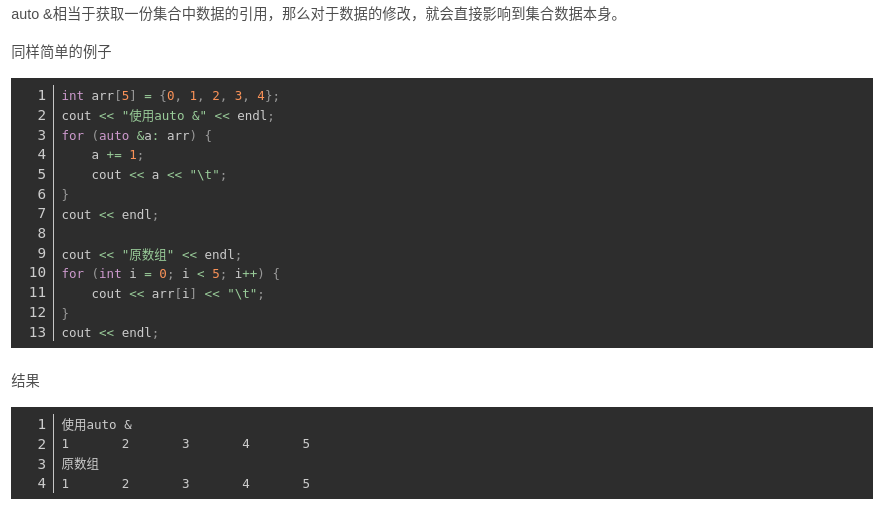 auto &相当于获取一份集合中数据的引用，那么对于数据的修改，就会直接影响到集合数据本身。
同样简单的例子
1 int arr[5] = {0, 1, 2, 3, 4};
2 cout << "使用auto &" << endl;
3 for (auto &a: arr) {
4     a += 1;
5     cout << a << "\t";
6 }
7 cout << endl;
8
9 cout << "原数组" << endl;
10 for (int i = 0; i < 5; i++) {
11     cout << arr[i] << "\t";
12 }
13 cout << endl;
结果
1 使用auto &
2 1       2       3       4       5
3 原数组
4 1       2       3       4       5